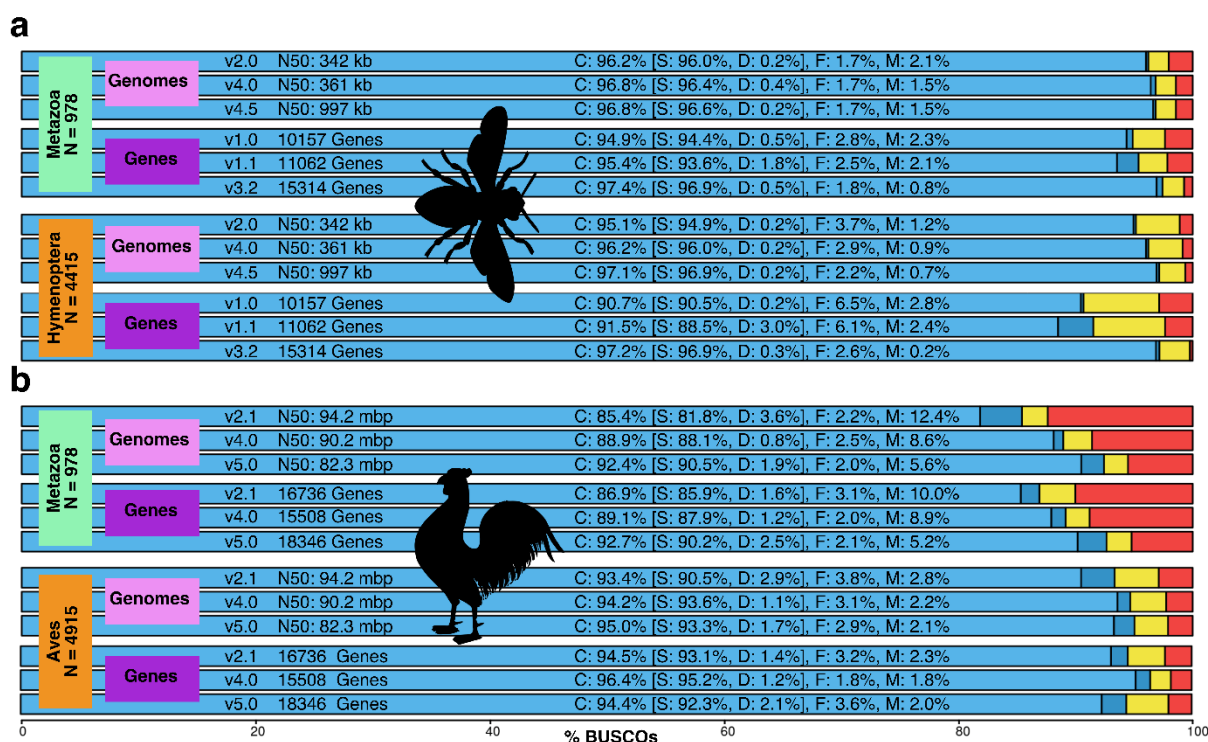 a
Metazoa
N = 978
Genomes
v2.0 N50: 342 kb C: 96.2% [S: 96.0%, D: 0.2%], F: 1.7%, M: 2.1%
v4.0 N50: 361 kb C: 96.8% [S: 96.4%, D: 0.4%], F: 1.7%, M: 1.5%
v4.5 N50: 997 kb C: 96.8% [S: 96.6%, D: 0.2%], F: 1.7%, M: 1.5%
Genes
v1.0 10157 Genes C: 94.9% [S: 94.4%, D: 0.5%], F: 2.8%, M: 2.3%
v1.1 11062 Genes C: 95.4% [S: 93.6%, D: 1.8%], F: 2.5%, M: 2.1%
v3.2 15314 Genes C: 97.4% [S: 96.9%, D: 0.5%], F: 1.8%, M: 0.8%
Hymenoptera
N = 4415
Genomes
v2.0 N50: 342 kb C: 95.1% [S: 94.9%, D: 0.2%], F: 3.7%, M: 1.2%
v4.0 N50: 361 kb C: 96.2% [S: 96.0%, D: 0.2%], F: 2.9%, M: 0.9%
v4.5 N50: 997 kb C: 97.1% [S: 96.9%, D: 0.2%], F: 2.2%, M: 0.7%
Genes
v1.0 10157 Genes C: 90.7% [S: 90.5%, D: 0.2%], F: 6.5%, M: 2.8%
v1.1 11062 Genes C: 91.5% [S: 88.5%, D: 3.0%], F: 6.1%, M: 2.4%
v3.2 15314 Genes C: 97.2% [S: 96.9%, D: 0.3%], F: 2.6%, M: 0.2%
b
Metazoa
N = 978
Genomes
v2.1 N50: 94.2 mbp C: 85.4% [S: 81.8%, D: 3.6%], F: 2.2%, M: 12.4%
v4.0 N50: 90.2 mbp C: 88.9% [S: 88.1%, D: 0.8%], F: 2.5%, M: 8.6%
v5.0 N50: 82.3 mbp C: 92.4% [S: 90.5%, D: 1.9%], F: 2.0%, M: 5.6%
Genes
v2.1 16736 Genes C: 86.9% [S: 85.9%, D: 1.6%], F: 3.1%, M: 10.0%
v4.0 15508 Genes C: 89.1% [S: 87.9%, D: 1.2%], F: 2.0%, M: 8.9%
v5.0 18346 Genes C: 92.7% [S: 90.2%, D: 2.5%], F: 2.1%, M: 5.2%
Aves
N = 4915
Genomes
v2.1 N50: 94.2 mbp C: 93.4% [S: 90.5%, D: 2.9%], F: 3.8%, M: 2.8%
v4.0 N50: 90.2 mbp C: 94.2% [S: 93.6%, D: 1.1%], F: 3.1%, M: 2.2%
v5.0 N50: 82.3 mbp C: 95.0% [S: 93.3%, D: 1.7%], F: 2.9%, M: 2.1%
Genes
v2.1 16736 Genes C: 94.5% [S: 93.1%, D: 1.4%], F: 3.2%, M: 2.3%
v4.0 15508 Genes C: 96.4% [S: 95.2%, D: 1.2%], F: 1.8%, M: 1.8%
v5.0 18346 Genes C: 94.4% [S: 92.3%, D: 2.1%], F: 3.6%, M: 2.0%
0 20 40 60 80 100
% BUSCOs